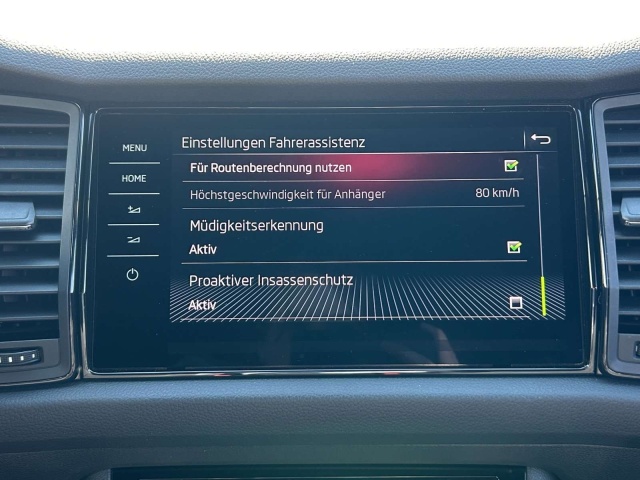 MENU
HOME
Einstellungen Fahrerassistenz
Für Routenberechnung nutzen
Höchstgeschwindigkeit für Anhänger 80 km/h
Müdigkeitserkennung
Aktiv
Proaktiver Insassenschutz
Aktiv